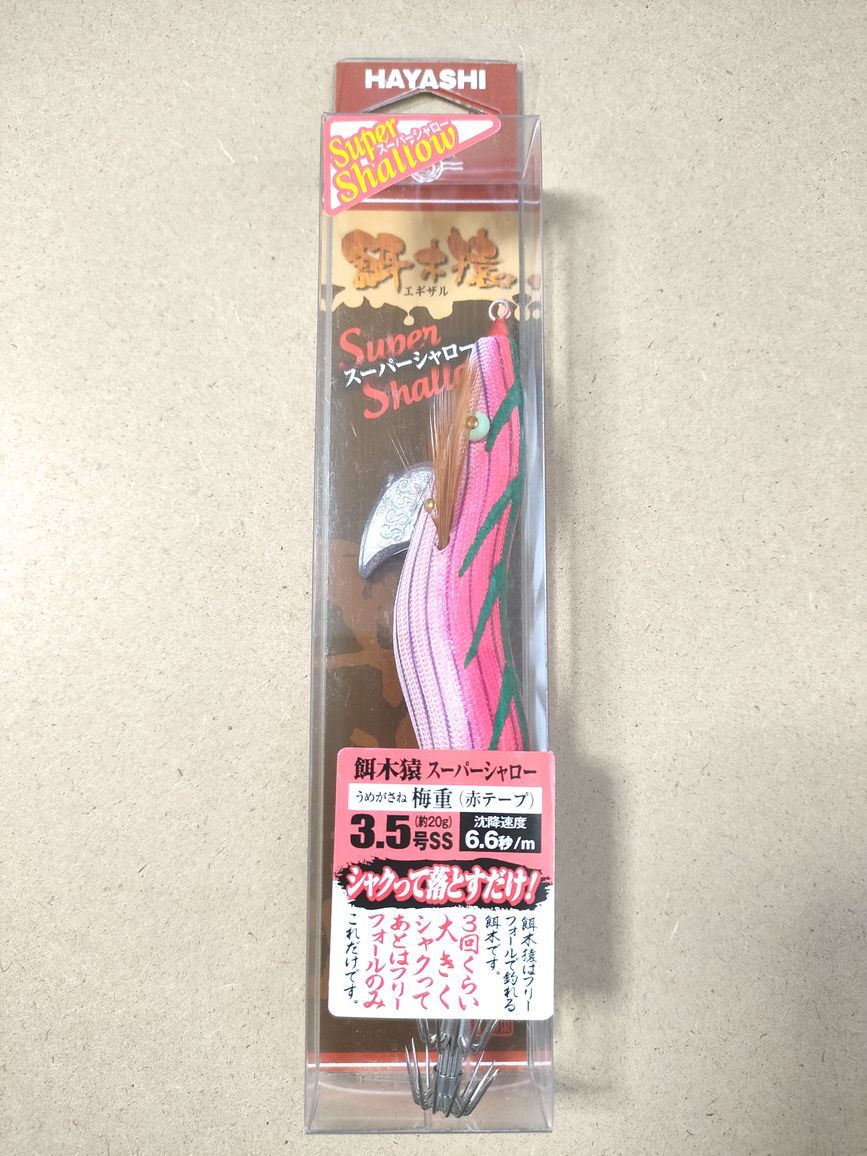 HAYASHI
Super
スーパーシャロー
Shallow
餌木猿
エギザル
Super
スーパーシャロー
Shallo
餌木猿 スーパーシャロー
うめがさね 梅重 (赤テープ)
3.5号SS (約20g)
沈降速度
6.6秒/m
シャクって落とすだけ!
餌木猿はフリー
フォールで釣れる
餌木です。
3回くらい
大きく
シャクって
あとはフリー
フォールのみ
これだけです。